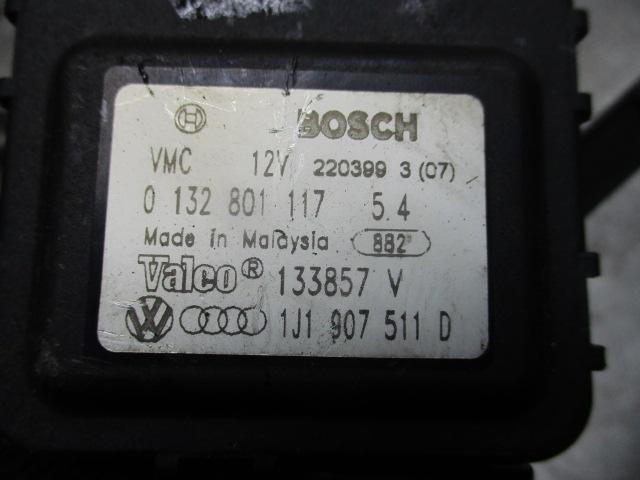 BOSCH
VMC 12V 220399 3 (07)
0 132 801 117 5.4
Made in Malaysia 882
Valeo® 133857 V
VW 1J1 907 511 D